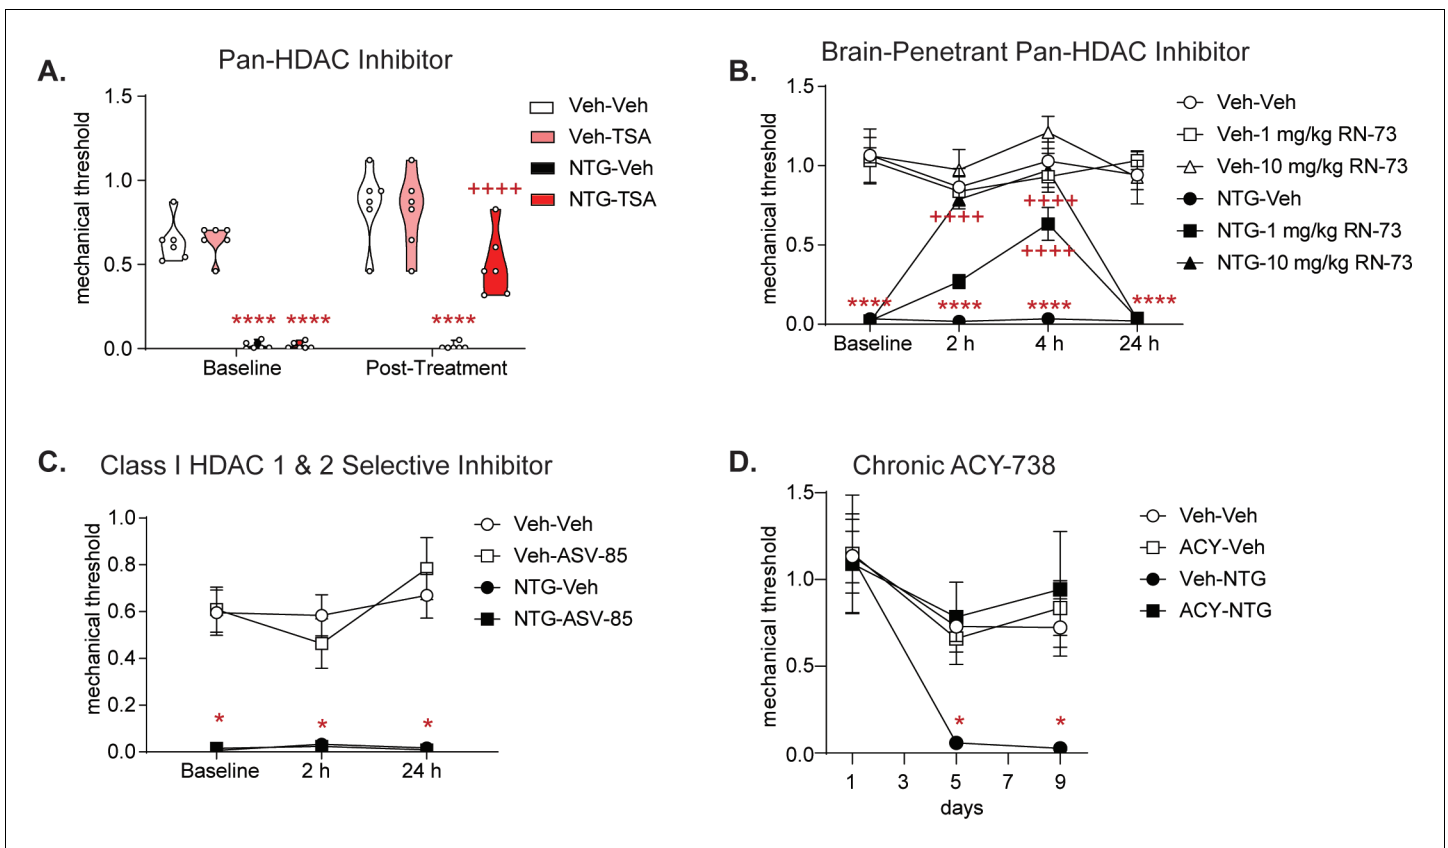 A.
Pan-HDAC Inhibitor
mechanical threshold
1.5
1.0
0.5
0.0
++++
**** ****
****
Baseline
Post-Treatment
Veh-Veh
Veh-TSA
NTG-Veh
NTG-TSA
B.
Brain-Penetrant Pan-HDAC Inhibitor
mechanical threshold
1.5
1.0
0.5
0.0
++++
++++
++++
****
****
****
****
Baseline
2 h
4 h
24 h
Veh-Veh
Veh-1 mg/kg RN-73
Veh-10 mg/kg RN-73
NTG-Veh
NTG-1 mg/kg RN-73
NTG-10 mg/kg RN-73
C.
Class I HDAC 1 & 2 Selective Inhibitor
mechanical threshold
1.0
0.8
0.6
0.4
0.2
0.0
*
*
*
Baseline
2 h
24 h
Veh-Veh
Veh-ASV-85
NTG-Veh
NTG-ASV-85
D.
Chronic ACY-738
mechanical threshold
1.5
1.0
0.5
0.0
*
*
1
3
5
7
9
days
Veh-Veh
ACY-Veh
Veh-NTG
ACY-NTG